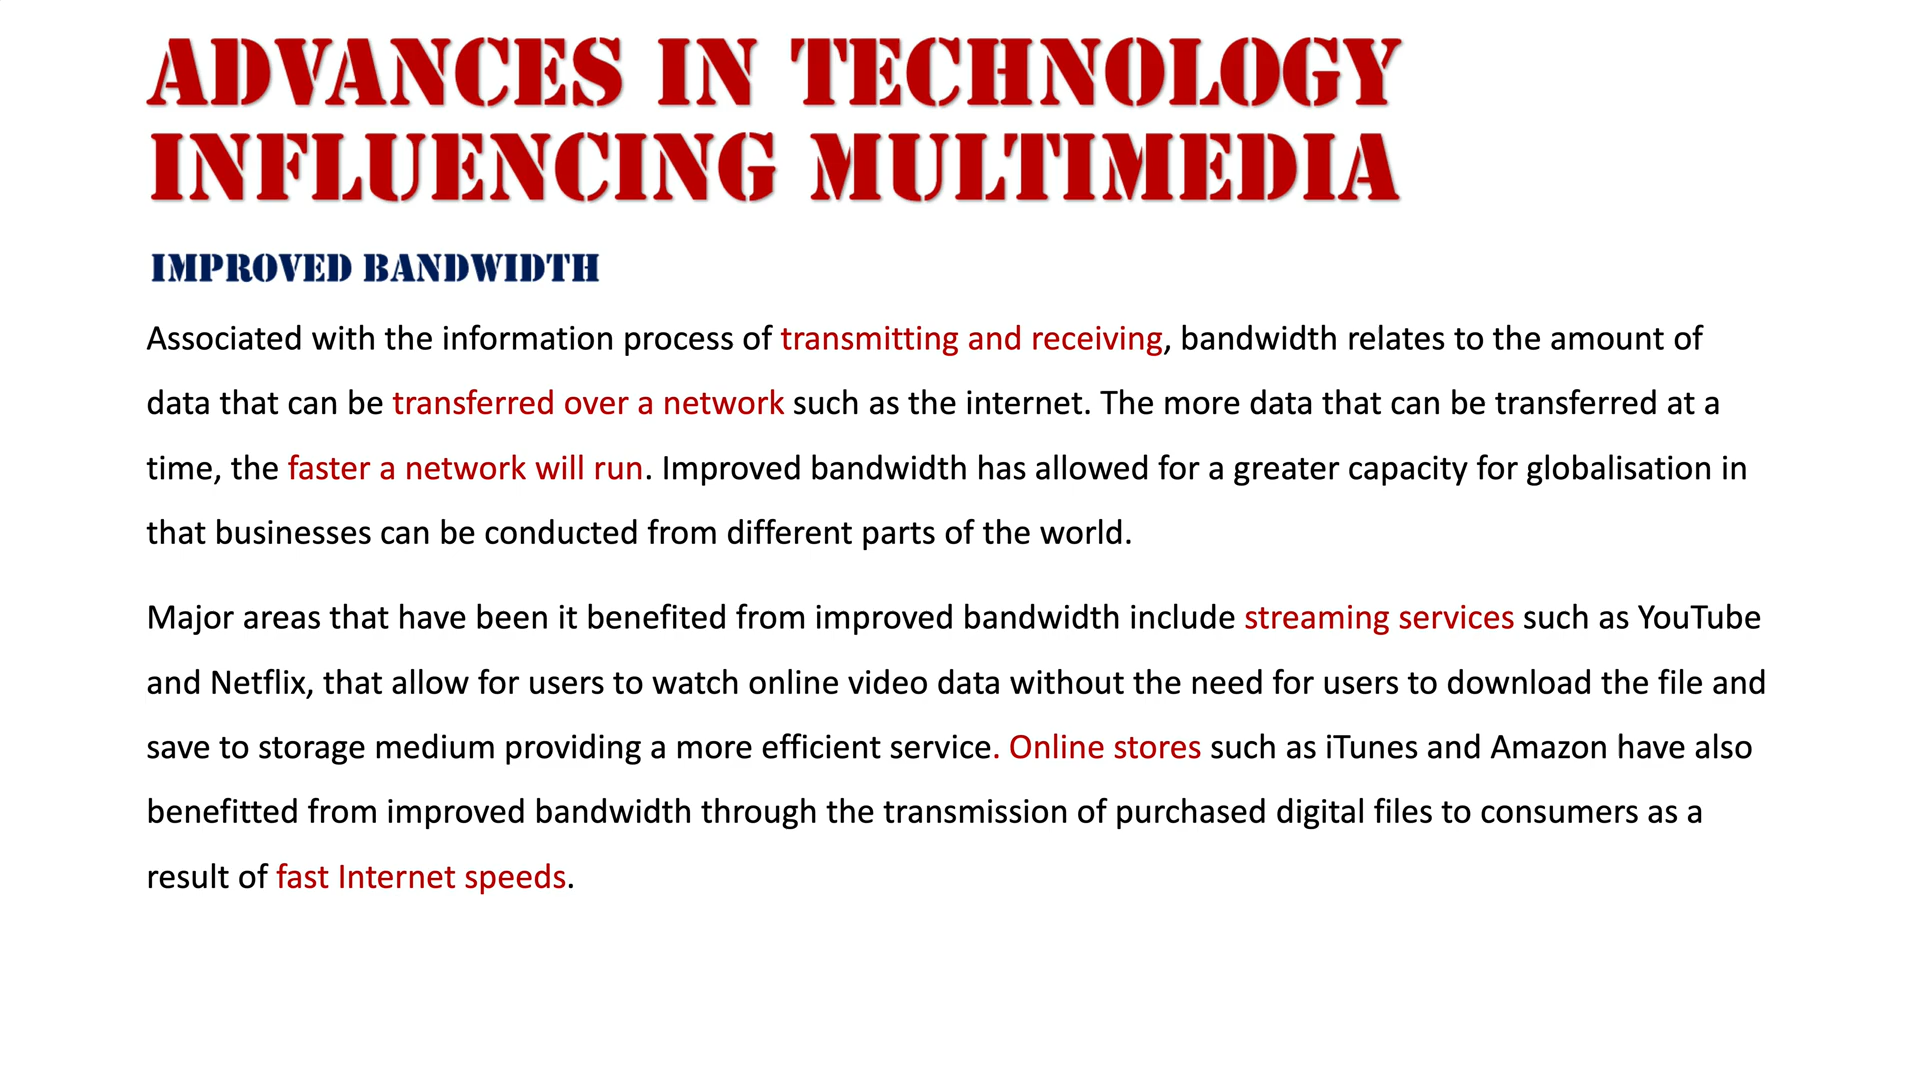 ADVANCES IN TECHNOLOGY
INFLUENCING MULTIMEDIA
IMPROVED BANDWIDTH
Associated with the information process of transmitting and receiving, bandwidth relates to the amount of
data that can be transferred over a network such as the internet. The more data that can be transferred at a
time, the faster a network will run. Improved bandwidth has allowed for a greater capacity for globalisation in
that businesses can be conducted from different parts of the world.
Major areas that have been it benefited from improved bandwidth include streaming services such as YouTube
and Netflix, that allow for users to watch online video data without the need for users to download the file and
save to storage medium providing a more efficient service. Online stores such as iTunes and Amazon have also
benefitted from improved bandwidth through the transmission of purchased digital files to consumers as a
result of fast Internet speeds.